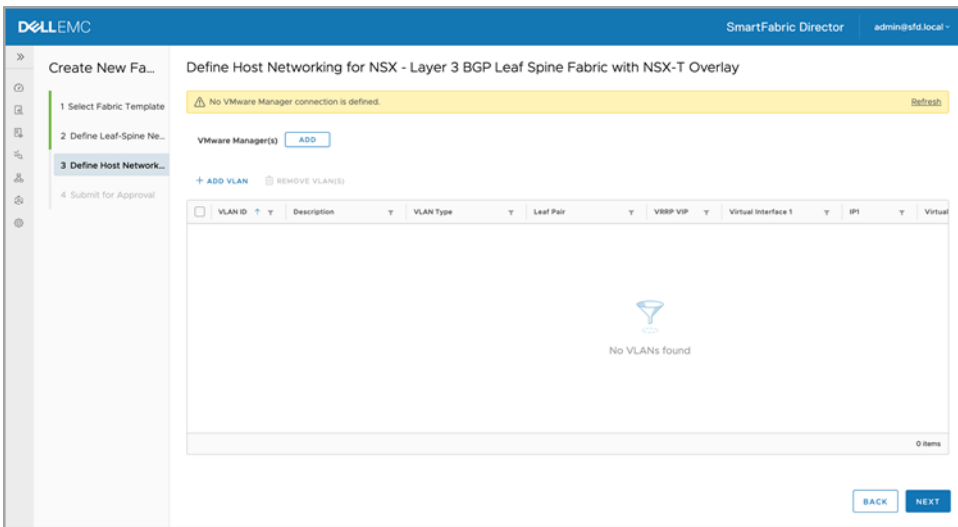 DELLEMC
SmartFabric Director
admin@sfd.local
Create New Fa...
1 Select Fabric Template
2 Define Leaf-Spine Ne...
3 Define Host Network...
4 Submit for Approval
Define Host Networking for NSX - Layer 3 BGP Leaf Spine Fabric with NSX-T Overlay
No VMware Manager connection is defined.
Refresh
VMware Manager(s)
ADD
+ ADD VLAN
REMOVE VLAN(S)
VLAN ID
Description
VLAN Type
Leaf Pair
VRRP VIP
Virtual Interface 1
IP1
Virtual
No VLANs found
0 items
BACK
NEXT